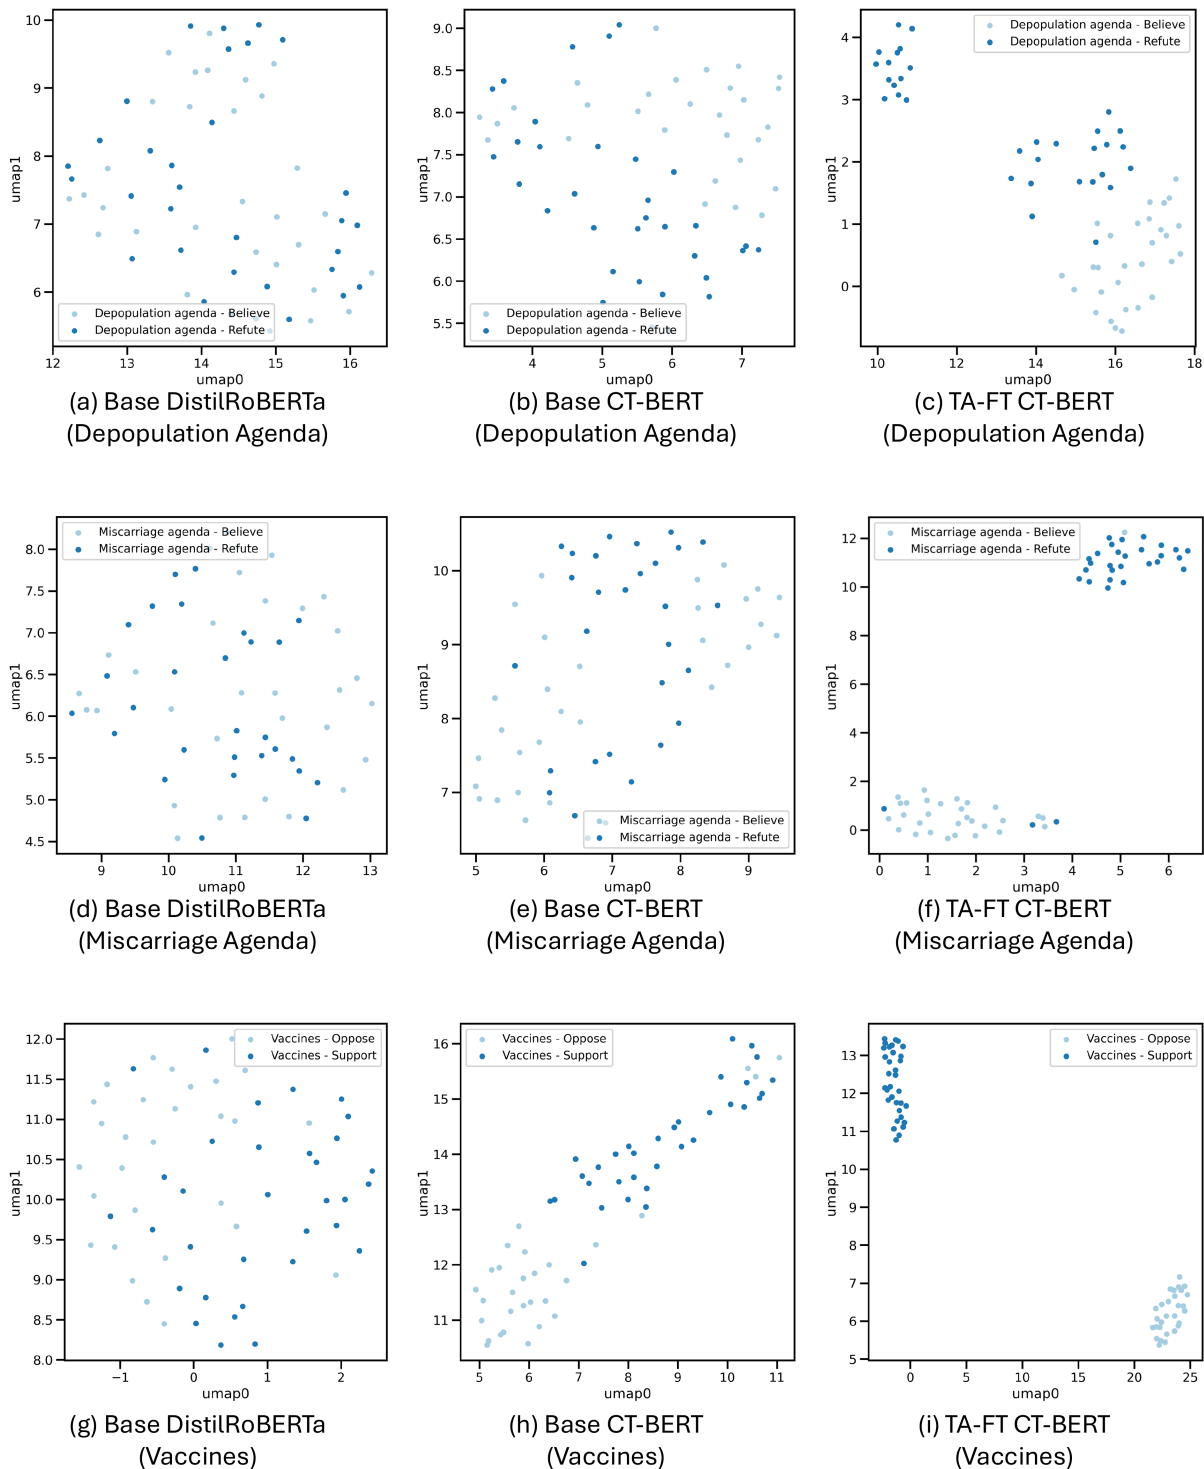 10
9
8
7
6
12
13
14
15
16
umap1
umap0
Depopulation agenda - Believe
Depopulation agenda - Refute
(a) Base DistilRoBERTa
(Depopulation Agenda)
9.0
8.5
8.0
7.5
7.0
6.5
6.0
5.5
4
5
6
7
umap1
umap0
Depopulation agenda - Believe
Depopulation agenda - Refute
(b) Base CT-BERT
(Depopulation Agenda)
4
3
2
1
0
10
12
14
16
18
umap1
umap0
Depopulation agenda - Believe
Depopulation agenda - Refute
(c) TA-FT CT-BERT
(Depopulation Agenda)
8.0
7.5
7.0
6.5
6.0
5.5
5.0
4.5
9
10
11
12
13
umap1
umap0
Miscarriage agenda - Believe
Miscarriage agenda - Refute
(d) Base DistilRoBERTa
(Miscarriage Agenda)
10
9
8
7
5
6
7
8
9
umap1
umap0
Miscarriage agenda - Believe
Miscarriage agenda - Refute
(e) Base CT-BERT
(Miscarriage Agenda)
12
10
8
6
4
2
0
0
1
2
3
4
5
6
umap1
umap0
Miscarriage agenda - Believe
Miscarriage agenda - Refute
(f) TA-FT CT-BERT
(Miscarriage Agenda)
12.0
11.5
11.0
10.5
10.0
9.5
9.0
8.5
8.0
−1
0
1
2
umap1
umap0
Vaccines - Oppose
Vaccines - Support
(g) Base DistilRoBERTa
(Vaccines)
16
15
14
13
12
11
5
6
7
8
9
10
11
umap1
umap0
Vaccines - Oppose
Vaccines - Support
(h) Base CT-BERT
(Vaccines)
13
12
11
10
9
8
7
6
5
0
5
10
15
20
25
umap1
umap0
Vaccines - Oppose
Vaccines - Support
(i) TA-FT CT-BERT
(Vaccines)